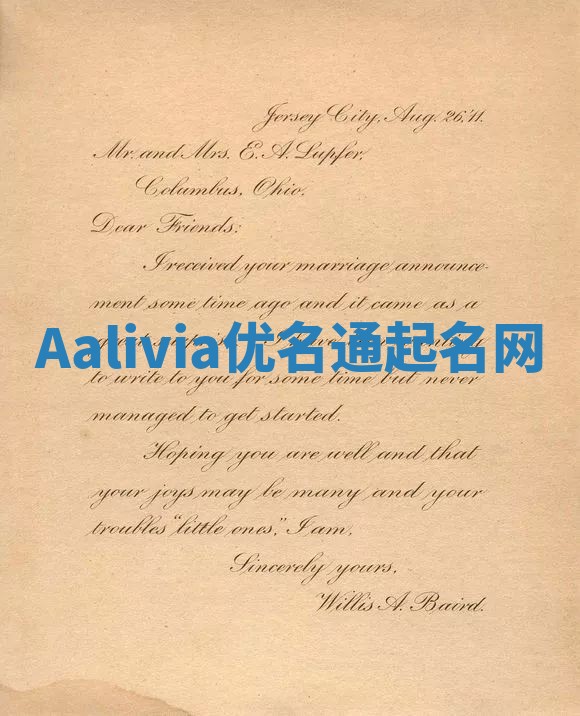 Jersey City, Aug. 26,'11.
Mr. and Mrs. E. A. Lupfer,
Columbus, Ohio.
Dear Friends:
I received your marriage announce-
ment some time ago and it came as a
Aalivia优名通起名网
to write to you for some time but never
managed to get started.
Hoping you are well and that
your joys may be many and your
troubles "little ones," I am,
Sincerely yours,
Willis A. Baird.